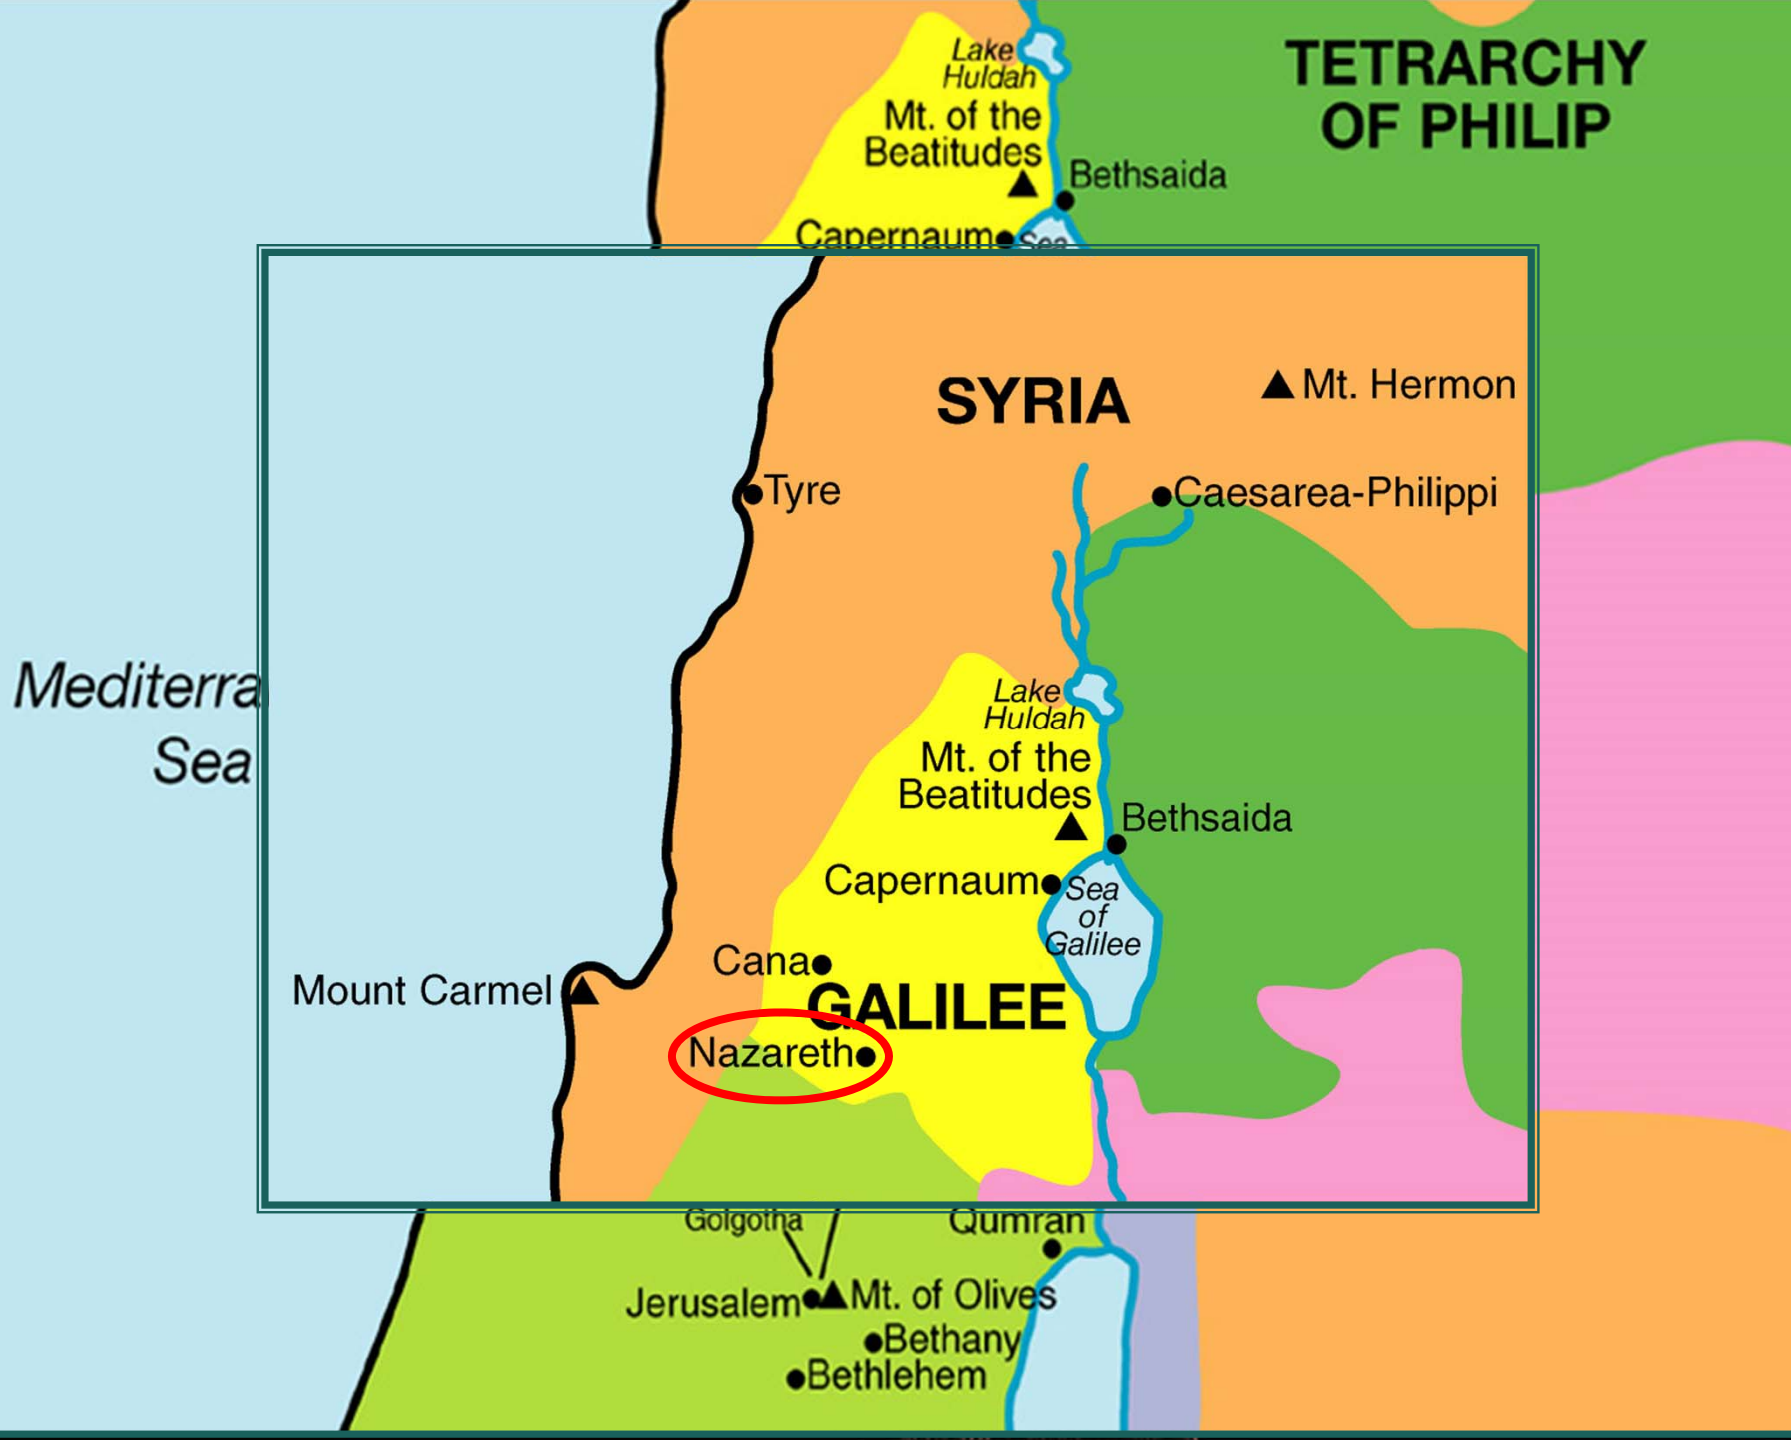 Lake
Huldah
TETRARCHY
OF PHILIP
Mt. of the
Beatitudes
Bethsaida
Capernaum
Sea
SYRIA
Mt. Hermon
Tyre
Caesarea-Philippi
Mediterra
Sea
Lake
Huldah
Mt. of the
Beatitudes
Bethsaida
Capernaum
Sea
of
Galilee
Cana
Mount Carmel
GALILEE
Nazareth
Golgotha
Qumran
Jerusalem
Mt. of Olives
Bethany
Bethlehem